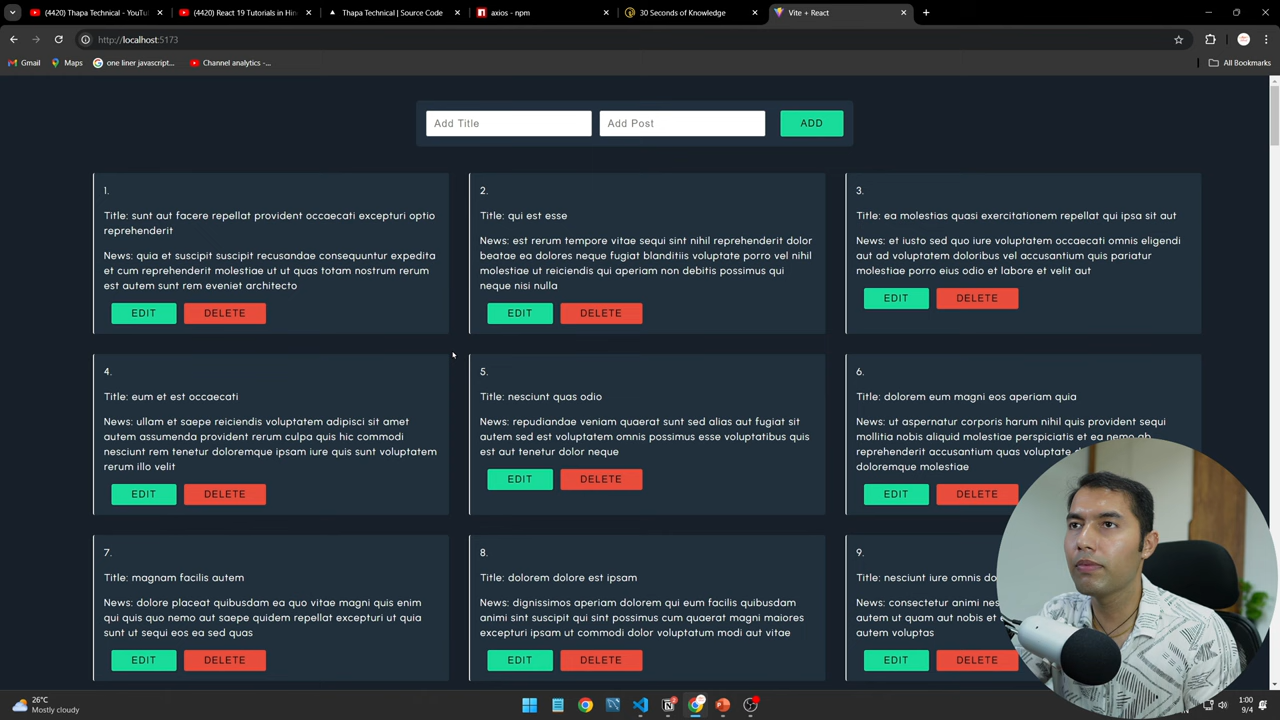 (4420) Thapa Technical - YouTu
(4420) React 19 Tutorials in Hin
Thapa Technical | Source Code
axios - npm
30 Seconds of Knowledge
Vite + React
http://localhost:5173
Gmail
Maps
one liner javascript...
Channel analytics -...
All Bookmarks
Add Title
Add Post
ADD
1.
Title: sunt aut facere repellat provident occaecati excepturi optio
reprehenderit
News: quia et suscipit suscipit recusandae consequuntur expedita
et cum reprehenderit molestiae ut ut quas totam nostrum rerum
est autem sunt rem eveniet architecto
EDIT
DELETE
2.
Title: qui est esse
News: est rerum tempore vitae sequi sint nihil reprehenderit dolor
beatae ea dolores neque fugiat blanditiis voluptate porro vel nihil
molestiae ut reiciendis qui aperiam non debitis possimus qui
neque nisi nulla
EDIT
DELETE
3.
Title: ea molestias quasi exercitationem repellat qui ipsa sit aut
News: et iusto sed quo iure voluptatem occaecati omnis eligendi
aut ad voluptatem doloribus vel accusantium quis pariatur
molestiae porro eius odio et labore et velit aut
EDIT
DELETE
4.
Title: eum et est occaecati
News: ullam et saepe reiciendis voluptatem adipisci sit amet
autem assumenda provident rerum culpa quis hic commodi
nesciunt rem tenetur doloremque ipsam iure quis sunt voluptatem
rerum illo velit
EDIT
DELETE
5.
Title: nesciunt quas odio
News: repudiandae veniam quaerat sunt sed alias aut fugiat sit
autem sed est voluptatem omnis possimus esse voluptatibus quis
est aut tenetur dolor neque
EDIT
DELETE
6.
Title: dolorem eum magni eos aperiam quia
News: ut aspernatur corporis harum nihil quis provident sequi
mollitia nobis aliquid molestiae perspiciatis et ea nemo ab
reprehenderit accusantium quas
doloremque molestiae
EDIT
DELETE
7.
Title: magnam facilis autem
News: dolore placeat quibusdam ea quo vitae magni quis enim
qui quis quo nemo aut saepe quidem repellat excepturi ut quia
sunt ut sequi eos ea sed quas
EDIT
DELETE
8.
Title: dolorem dolore est ipsam
News: dignissimos aperiam dolorem qui eum facilis quibusdam
animi sint suscipit qui sint possimus cum quaerat magni maiores
excepturi ipsam ut commodi dolor voluptatum modi aut vitae
EDIT
DELETE
9.
Title: nesciunt iure omnis do
News: consectetur animi nes
autem ut quam aut nobis et
autem voluptas
EDIT
DELETE
26°C
Mostly cloudy
1:00
9/4